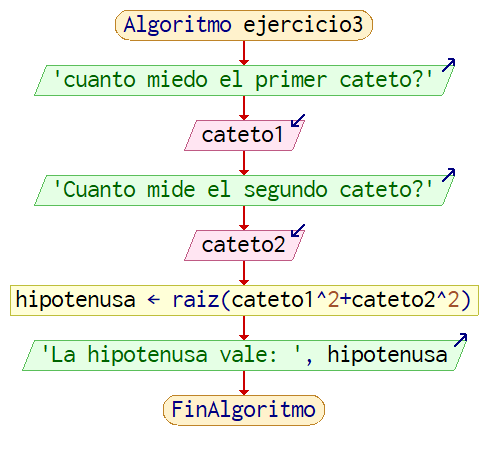 Algoritmo ejercicio3
'cuanto miedo el primer cateto?'
cateto1
'Cuanto mide el segundo cateto?'
cateto2
hipotenusa ← raiz(cateto1^2+cateto2^2)
'La hipotenusa vale: ', hipotenusa
FinAlgoritmo